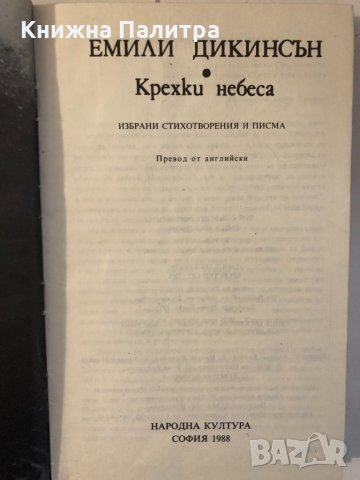 Книжна Палитра
ЕМИЛИ ДИКИНСЪН
Крехки небеса
ИЗБРАНИ СТИХОТВОРЕНИЯ И ПИСМА
Превод от английски
НАРОДНА КУЛТУРА
СОФИЯ 1988
BAZAR